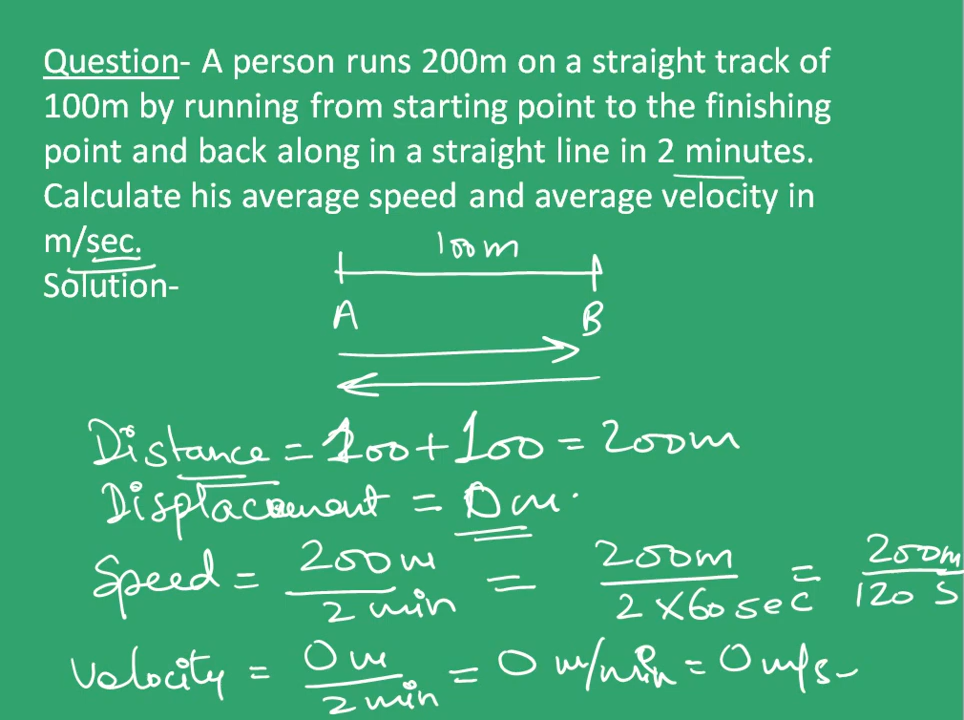 Question- A person runs 200m on a straight track of
100m by running from starting point to the finishing
point and back along in a straight line in 2 minutes.
Calculate his average speed and average velocity in
m/sec.
100m
Solution-
A B
Distance = 100+100 = 200m
Displacement = 0m.
Speed = 200m / 2 min = 200m / 2 X 60 sec = 200m / 120 S
Velocity = 0m / 2 min = 0 m/min = 0 m/s